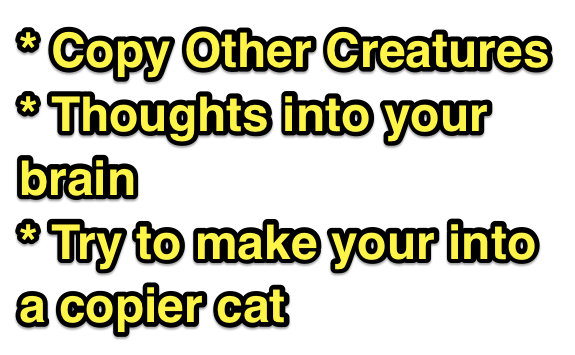 * Copy Other Creatures
* Thoughts into your
brain
* Try to make your into
a copier cat